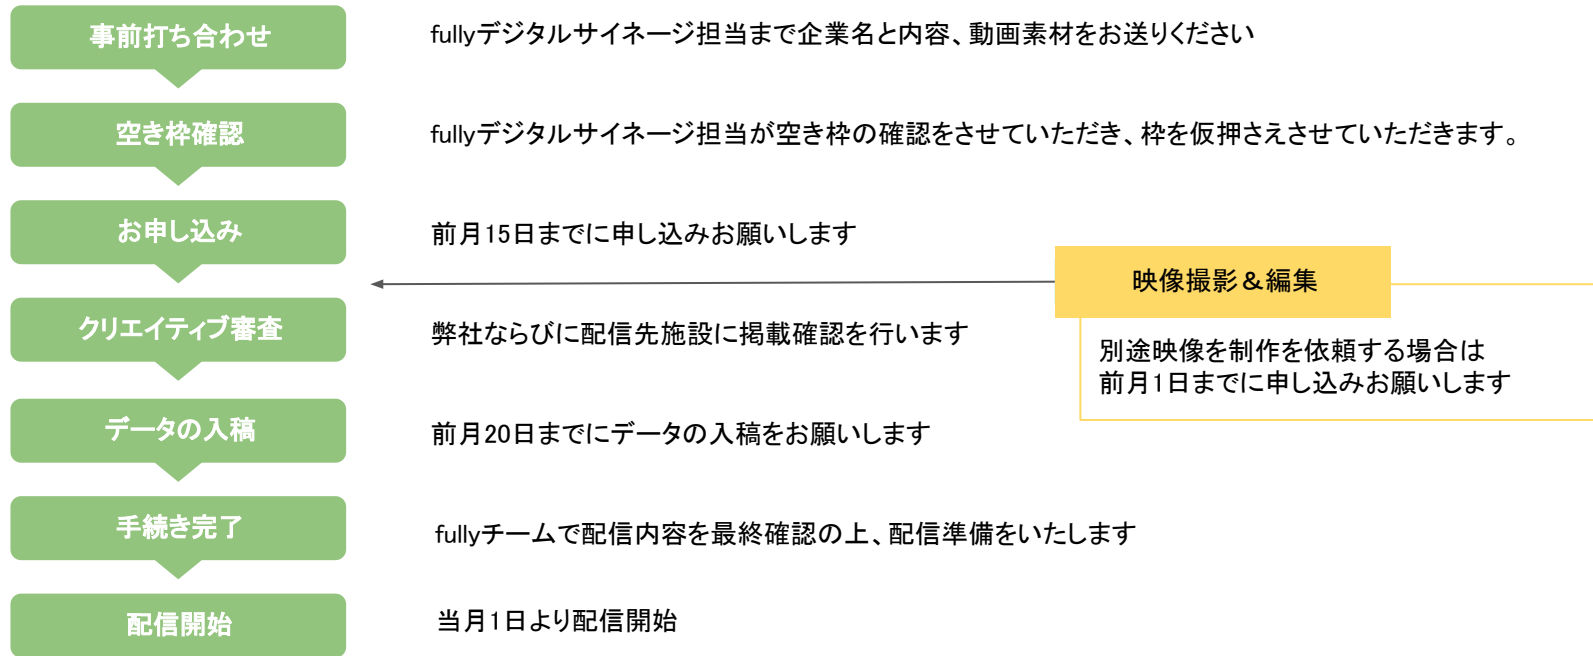 事前打ち合わせ
fullyデジタルサイネージ担当まで企業名と内容、動画素材をお送りください
空き枠確認
fullyデジタルサイネージ担当が空き枠の確認をさせていただき、枠を仮押さえさせていただきます。
お申し込み
前月15日までに申し込みお願いします
映像撮影＆編集
別途映像を制作を依頼する場合は
前月1日までに申し込みお願いします
クリエイティブ審査
弊社ならびに配信先施設に掲載確認を行います
データの入稿
前月20日までにデータの入稿をお願いします
手続き完了
fullyチームで配信内容を最終確認の上、配信準備をいたします
配信開始
当月1日より配信開始